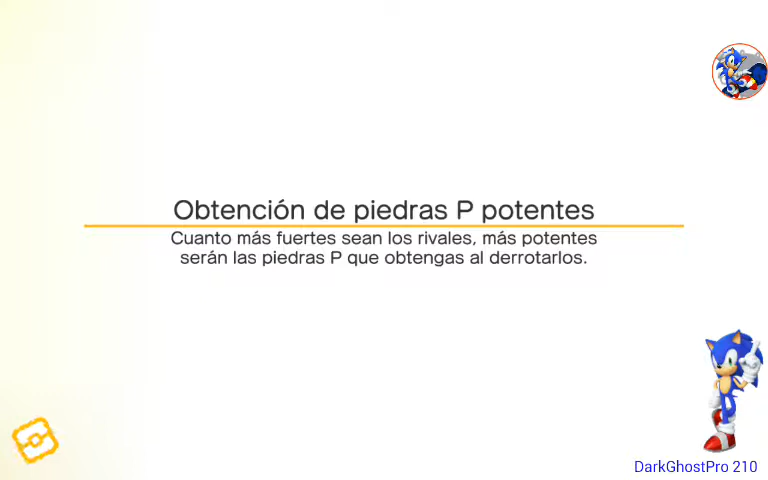 Obtención de piedras P potentes
Cuanto más fuertes sean los rivales, más potentes
serán las piedras P que obtengas al derrotarlos.
DarkGhostPro 210